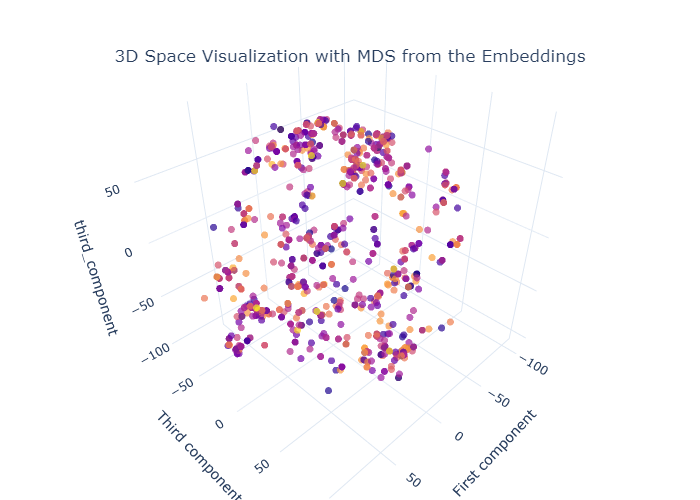 3D Space Visualization with MDS from the Embeddings
50
0
−50
−100
third_component
−50
0
50
Third component
−100
−50
0
50
First component